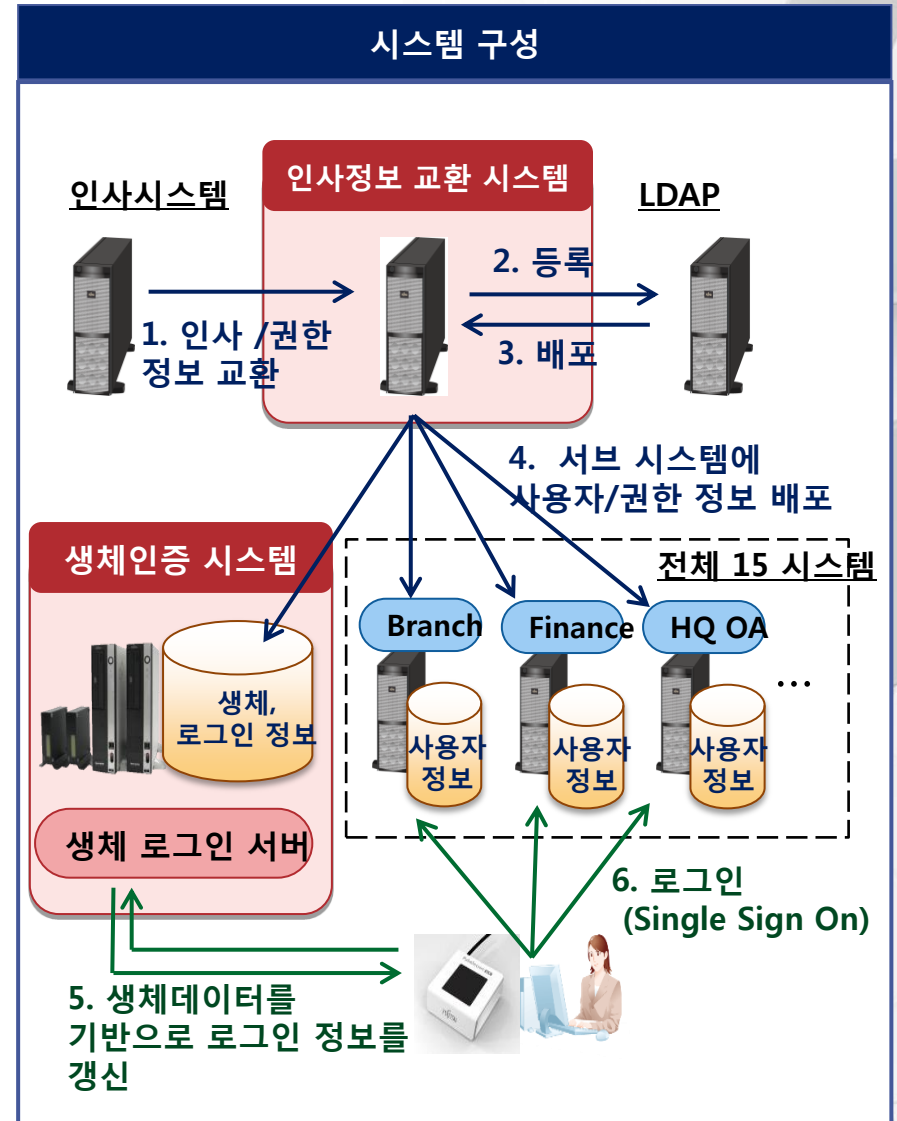 시스템 구성
인사정보 교환 시스템
인사시스템
LDAP
2. 등록
1. 인사 /권한
정보 교환
3. 배포
4. 서브 시스템에
사용자/권한 정보 배포
생체인증 시스템
전체 15 시스템
Branch
Finance
HQ OA
...
생체,
로그인 정보
사용자
정보
사용자
정보
사용자
정보
생체 로그인 서버
6. 로그인
(Single Sign On)
5. 생체데이터를
기반으로 로그인 정보를
갱신
FUJITSU